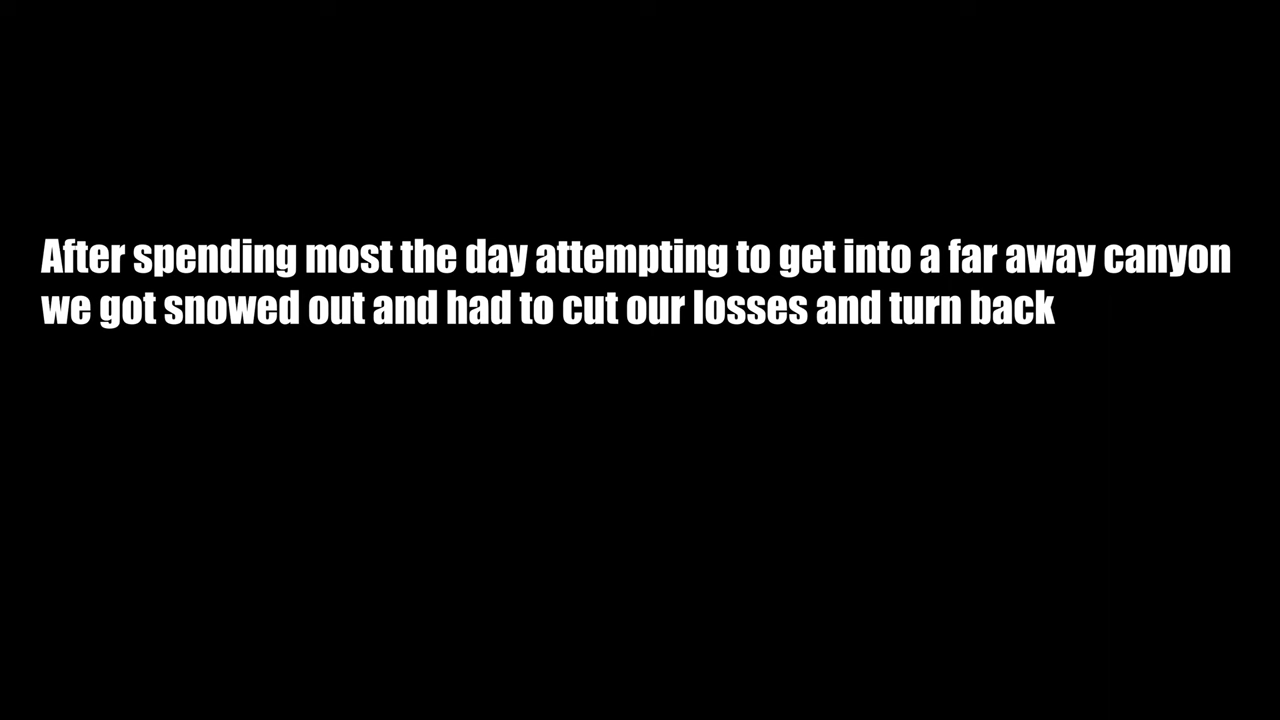 After spending most the day attempting to get into a far away canyon
we got snowed out and had to cut our losses and turn back